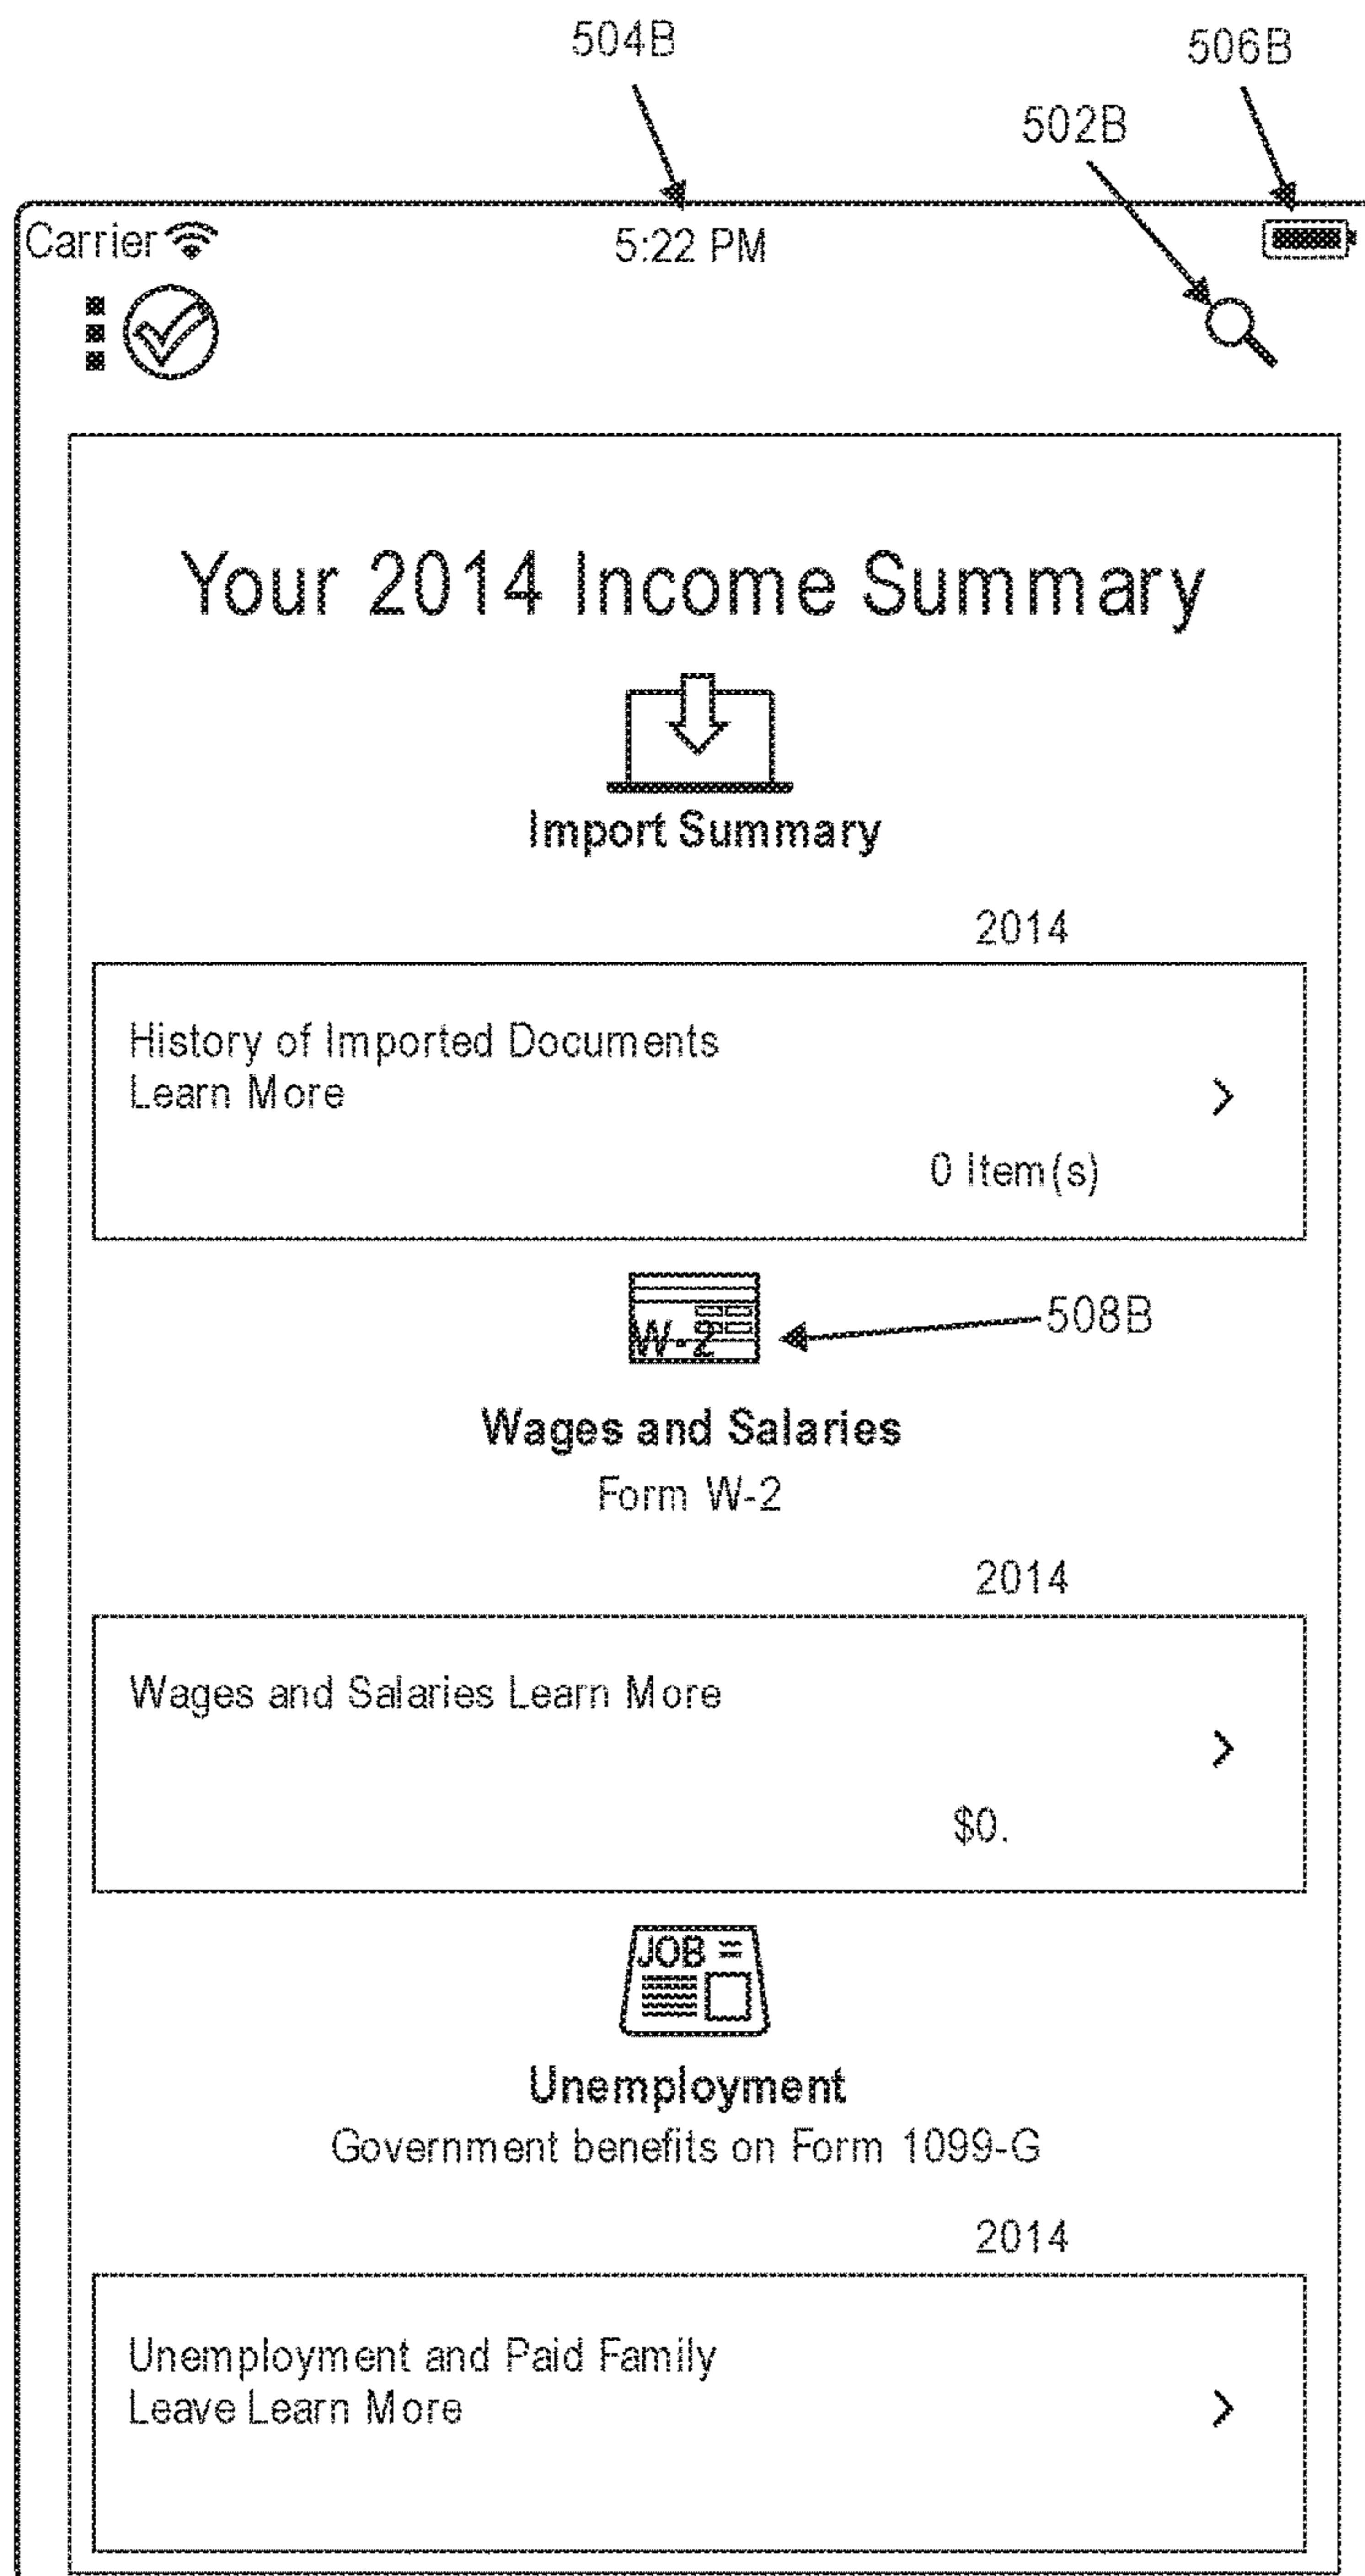 504B
506B
502B
Carrier
5:22 PM
Your 2014 Income Summary
Import Summary
2014
History of Imported Documents
Learn More
0 Item(s)
W-2
508B
Wages and Salaries
Form W-2
2014
Wages and Salaries Learn More
$0.
JOB
Unemployment
Government benefits on Form 1099-G
2014
Unemployment and Paid Family
Leave Learn More